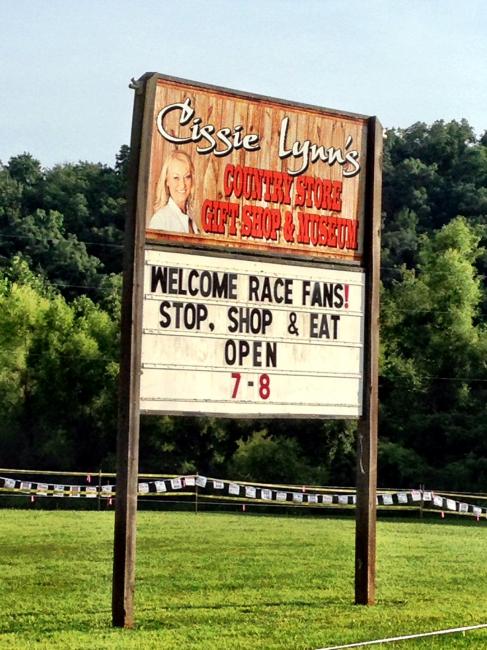 Cissie Lynn's
COUNTRY STORE
GIFT SHOP & MUSEUM
WELCOME RACE FANS!
STOP, SHOP & EAT
OPEN
7-8